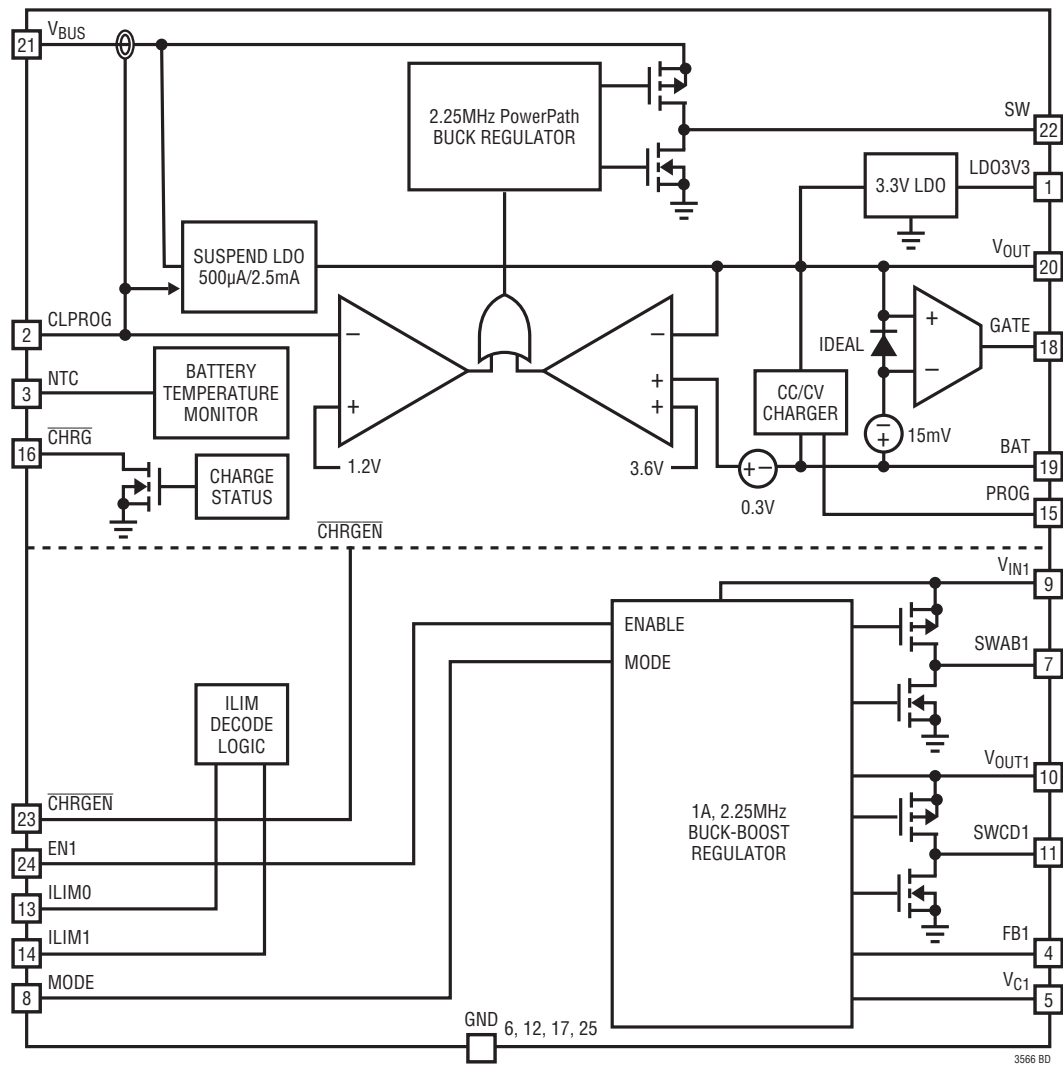 21 VBUS
2.25MHz PowerPath
BUCK REGULATOR
SW
22
LDO3V3
3.3V LDO
1
SUSPEND LDO
500µA/2.5mA
VOUT
20
2 CLPROG
−
−
+
IDEAL
GATE
18
3 NTC
BATTERY
TEMPERATURE
MONITOR
+
+
+
−
CC/CV
CHARGER
16 CHRG
CHARGE
STATUS
1.2V
3.6V
+−
0.3V
−
+
15mV
BAT
19
PROG
15
CHRGEN
VIN1
9
ENABLE
MODE
SWAB1
7
ILIM
DECODE
LOGIC
VOUT1
10
1A, 2.25MHz
BUCK-BOOST
REGULATOR
SWCD1
11
23 CHRGEN
24 EN1
13 ILIM0
14 ILIM1
8 MODE
FB1
4
VC1
5
GND 6, 12, 17, 25
3566 BD